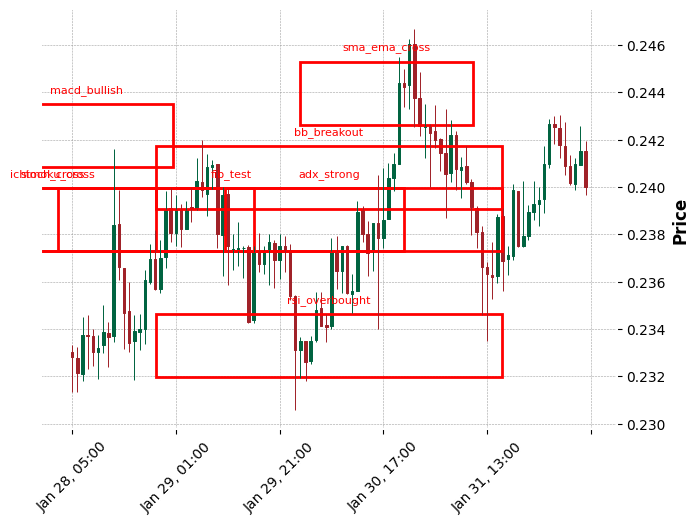 sma_ema_cross
0.246
0.244
macd_bullish
bb_breakout
0.242
stoch_cross
fib_test
adx_strong
0.240
Price
0.238
0.236
rsi_overbought
0.234
0.232
0.230
Jan 28, 05:00
Jan 29, 01:00
Jan 29, 21:00
Jan 30, 17:00
Jan 31, 13:00